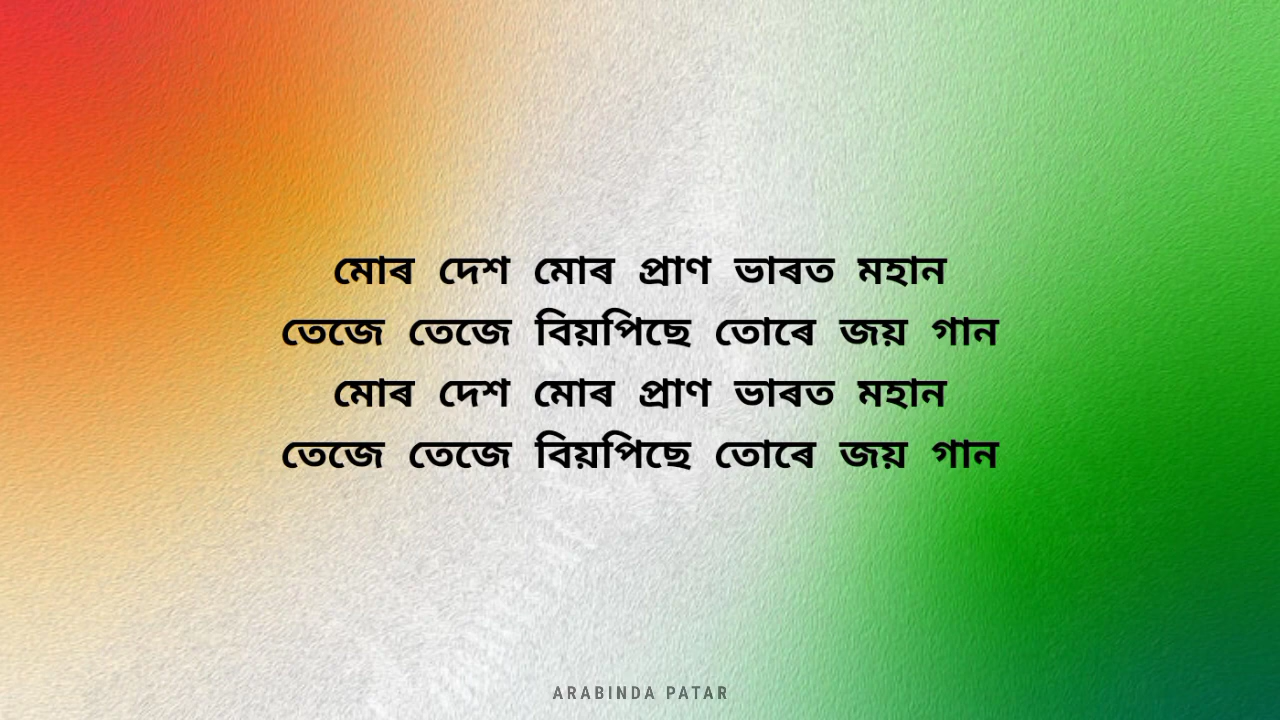 মোৰ দেশ মোৰ প্ৰাণ ভাৰত মহান
তেজে তেজে বিয়পিছে তোৰে জয় গান
মোৰ দেশ মোৰ প্ৰাণ ভাৰত মহান
তেজে তেজে বিয়পিছে তোৰে জয় গান
ARABINDA PATAR